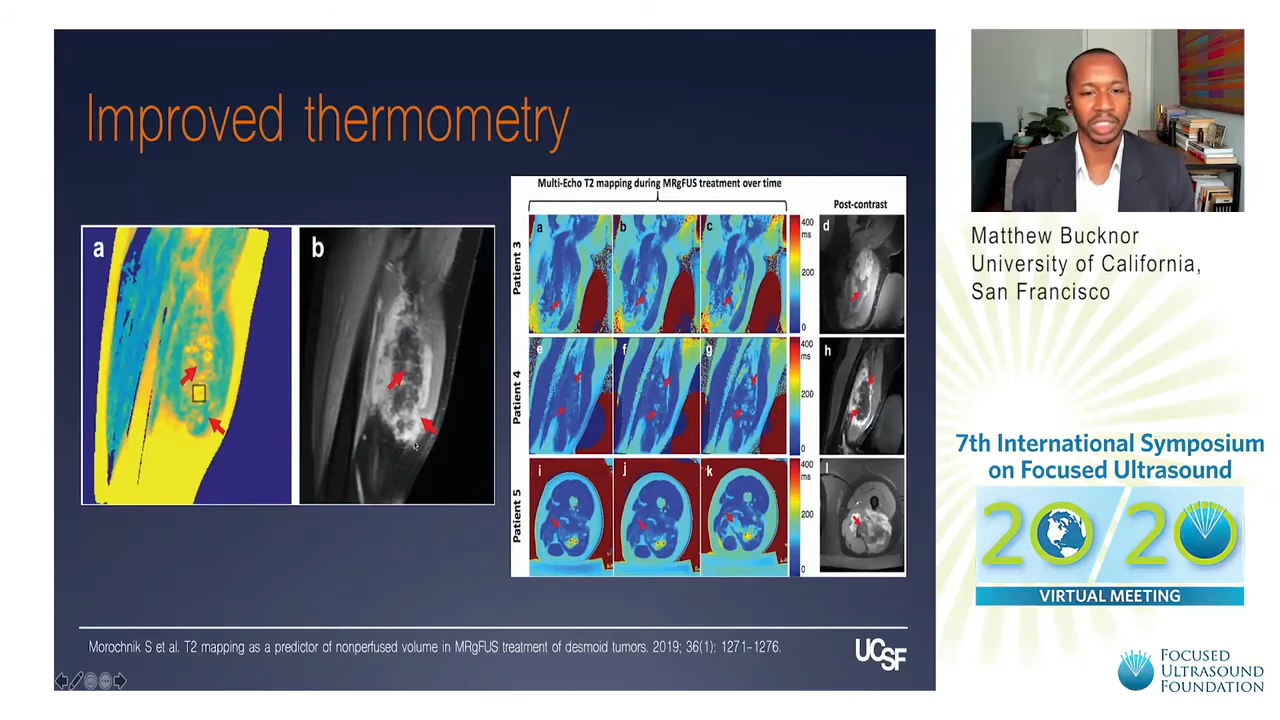 Improved thermometry
a
b
Multi-Echo T2 mapping during MRgFUS treatment over time
Post-contrast
Patient 3
a
b
c
400
ms
200
0
d
Patient 4
e
f
g
400
ms
200
0
h
Patient 5
i
j
k
400
ms
200
0
l
Morochnik S et al. T2 mapping as a predictor of nonperfused volume in MRgFUS treatment of desmoid tumors. 2019; 36(1): 1271-1276.
UCSF
Matthew Bucknor
University of California,
San Francisco
7th International Symposium
on Focused Ultrasound
20/20
VIRTUAL MEETING
FOCUSED
ULTRASOUND
FOUNDATION